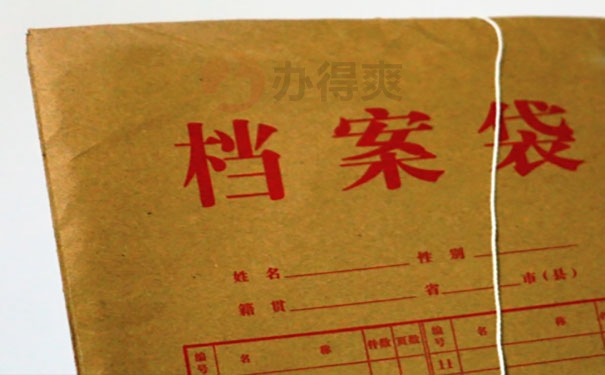 办得爽
档案袋
姓名 性别
籍贯 省 市(县)
编号 名 称 件数 页数 编号 名 称
11